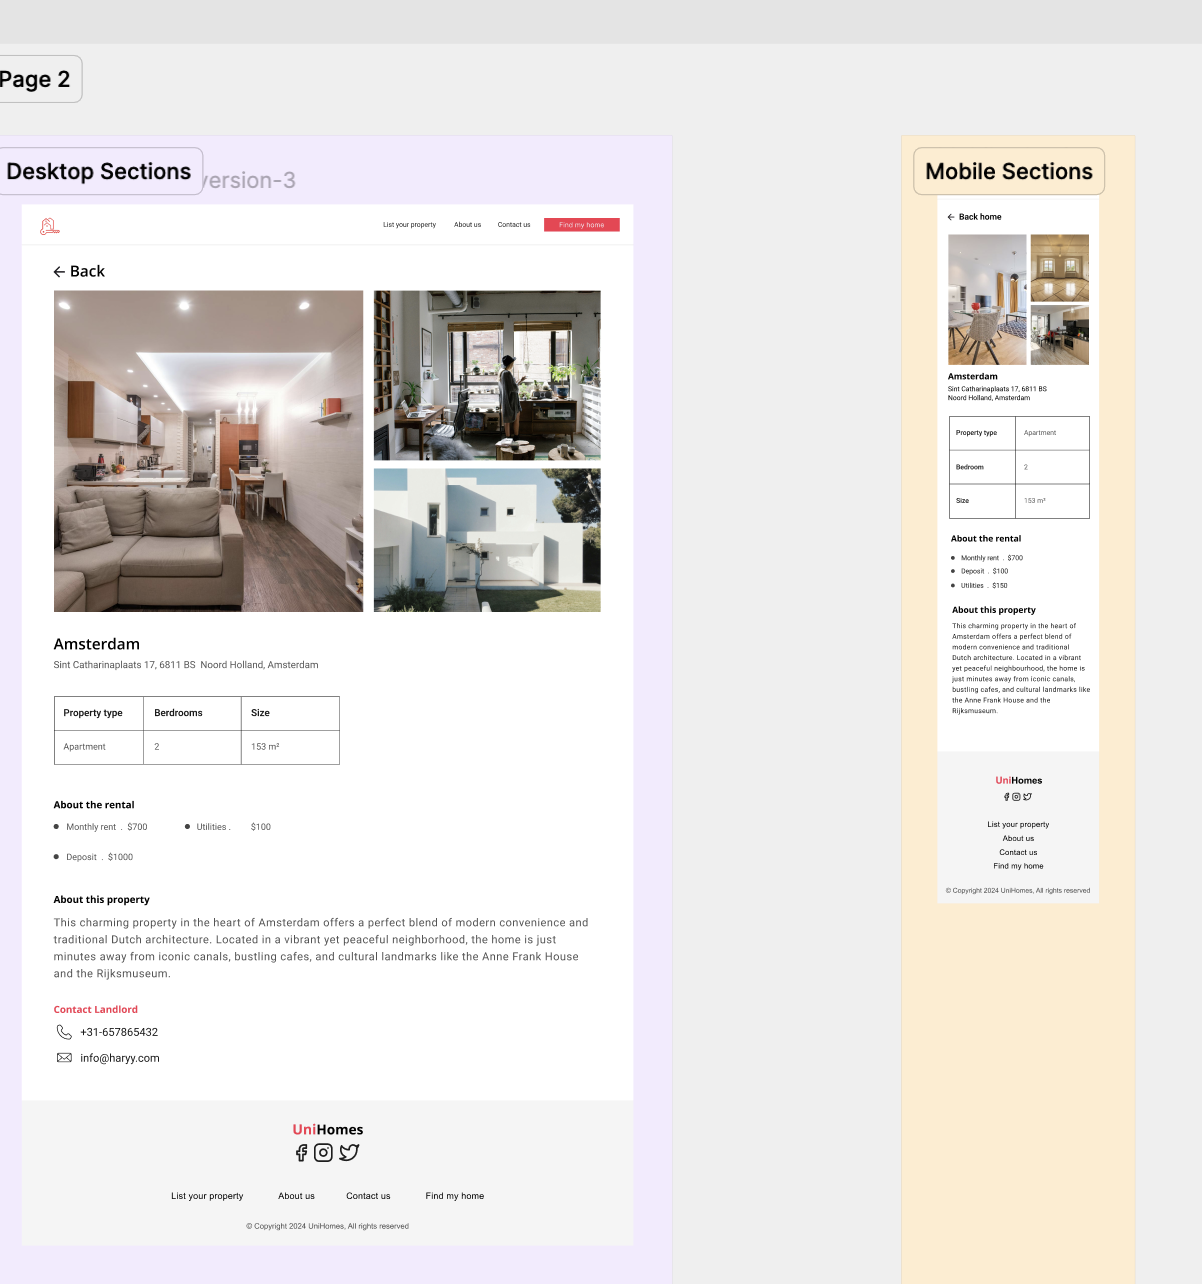 Page 2
Desktop Sections
version-3
List your property
About us
Contact us
Find my home
Back
Amsterdam
Sint Catharinaplaats 17, 6811 BS  Noord Holland, Amsterdam
Property type
Berdrooms
Size
Apartment
2
153 m²
About the rental
Monthly rent . $700
Utilities . $100
Deposit . $1000
About this property
This charming property in the heart of Amsterdam offers a perfect blend of modern convenience and
traditional Dutch architecture. Located in a vibrant yet peaceful neighborhood, the home is just
minutes away from iconic canals, bustling cafes, and cultural landmarks like the Anne Frank House
and the Rijksmuseum.
Contact Landlord
+31-657865432
info@haryy.com
UniHomes
List your property
About us
Contact us
Find my home
© Copyright 2024 UniHomes, All rights reserved
Mobile Sections
Back home
Amsterdam
Sint Catharinaplaats 17, 6811 BS
Noord Holland, Amsterdam
Property type
Apartment
Bedroom
2
Size
153 m²
About the rental
Monthly rent . $700
Deposit . $100
Utilities . $150
About this property
This charming property in the heart of
Amsterdam offers a perfect blend of
modern convenience and traditional
Dutch architecture. Located in a vibrant
yet peaceful neighbourhood, the home is
just minutes away from iconic canals,
bustling cafes, and cultural landmarks like
the Anne Frank House and the
Rijksmuseum.
UniHomes
List your property
About us
Contact us
Find my home
© Copyright 2024 UniHomes, All rights reserved